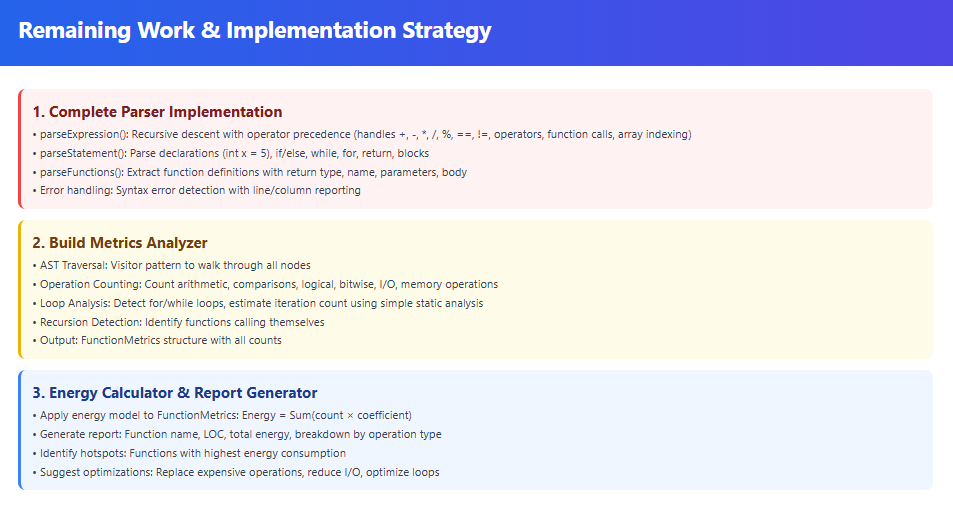 Remaining Work & Implementation Strategy
1. Complete Parser Implementation
• parseExpression(): Recursive descent with operator precedence (handles +, -, *, /, %, ==, !=, operators, function calls, array indexing)
• parseStatement(): Parse declarations (int x = 5), if/else, while, for, return, blocks
• parseFunctions(): Extract function definitions with return type, name, parameters, body
• Error handling: Syntax error detection with line/column reporting
2. Build Metrics Analyzer
• AST Traversal: Visitor pattern to walk through all nodes
• Operation Counting: Count arithmetic, comparisons, logical, bitwise, I/O, memory operations
• Loop Analysis: Detect for/while loops, estimate iteration count using simple static analysis
• Recursion Detection: Identify functions calling themselves
• Output: FunctionMetrics structure with all counts
3. Energy Calculator & Report Generator
• Apply energy model to FunctionMetrics: Energy = Sum(count × coefficient)
• Generate report: Function name, LOC, total energy, breakdown by operation type
• Identify hotspots: Functions with highest energy consumption
• Suggest optimizations: Replace expensive operations, reduce I/O, optimize loops